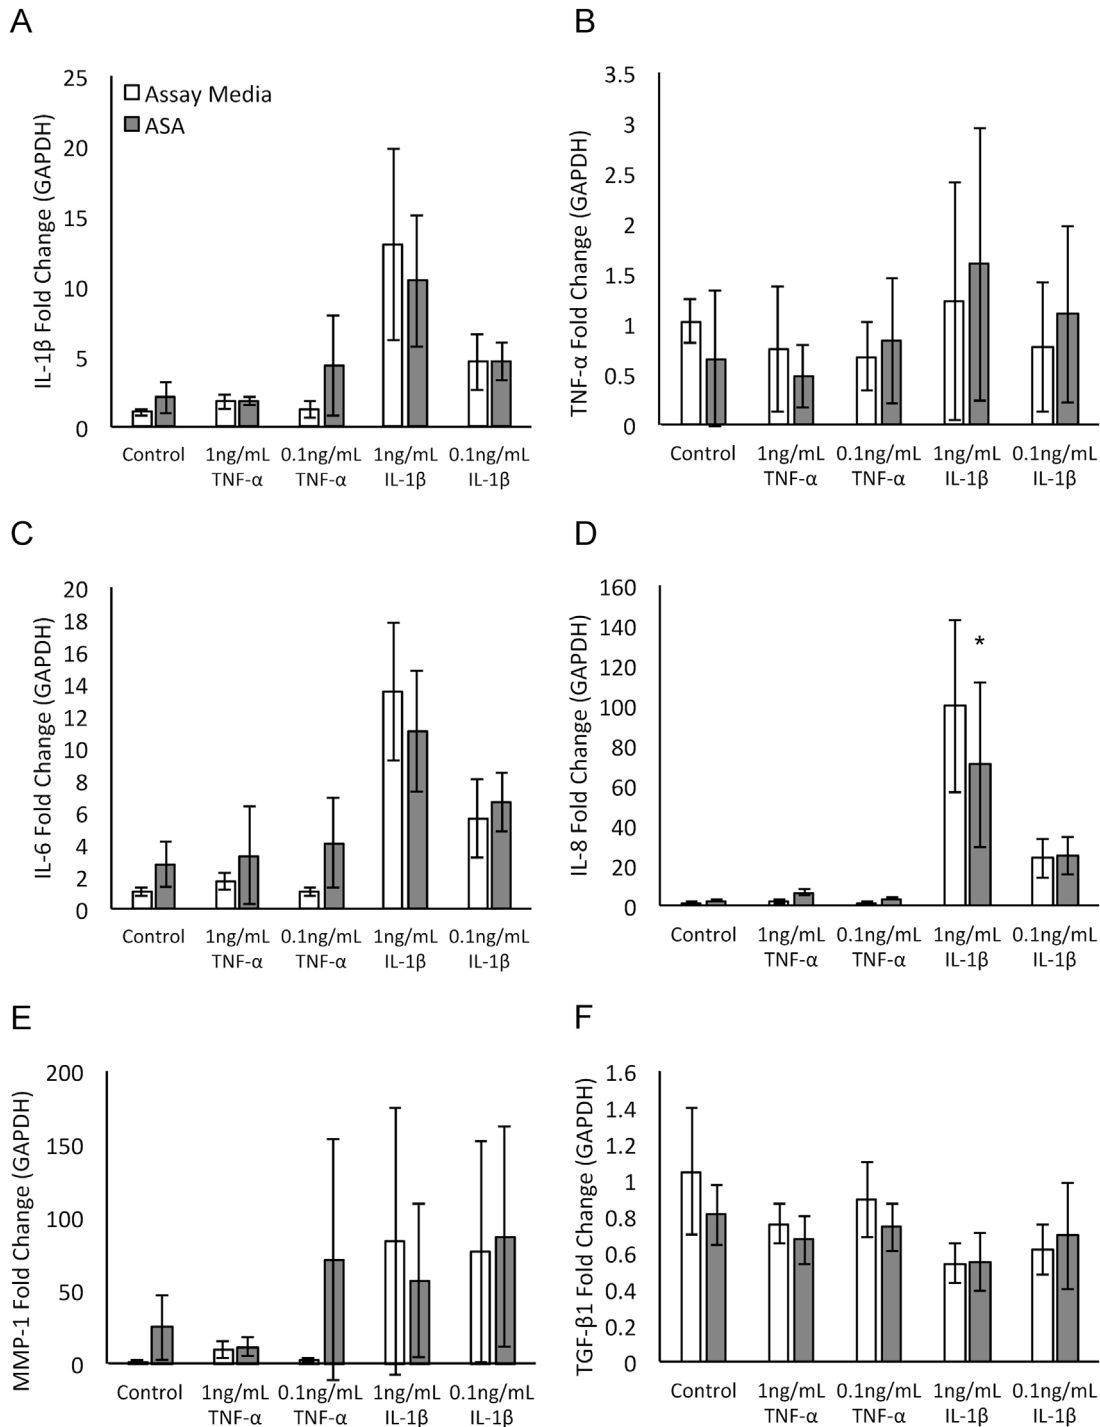 A
IL-1β Fold Change (GAPDH)
25
20
15
10
5
0
Assay Media
ASA
Control
1ng/mL
TNF-α
0.1ng/mL
TNF-α
1ng/mL
IL-1β
0.1ng/mL
IL-1β
B
TNF-α Fold Change (GAPDH)
3.5
3
2.5
2
1.5
1
0.5
0
Control
1ng/mL
TNF-α
0.1ng/mL
TNF-α
1ng/mL
IL-1β
0.1ng/mL
IL-1β
C
IL-6 Fold Change (GAPDH)
20
18
16
14
12
10
8
6
4
2
0
Control
1ng/mL
TNF-α
0.1ng/mL
TNF-α
1ng/mL
IL-1β
0.1ng/mL
IL-1β
D
IL-8 Fold Change (GAPDH)
160
140
120
100
80
60
40
20
0
*
Control
1ng/mL
TNF-α
0.1ng/mL
TNF-α
1ng/mL
IL-1β
0.1ng/mL
IL-1β
E
MMP-1 Fold Change (GAPDH)
200
150
100
50
0
Control
1ng/mL
TNF-α
0.1ng/mL
TNF-α
1ng/mL
IL-1β
0.1ng/mL
IL-1β
F
TGF-β1 Fold Change (GAPDH)
1.6
1.4
1.2
1
0.8
0.6
0.4
0.2
0
Control
1ng/mL
TNF-α
0.1ng/mL
TNF-α
1ng/mL
IL-1β
0.1ng/mL
IL-1β